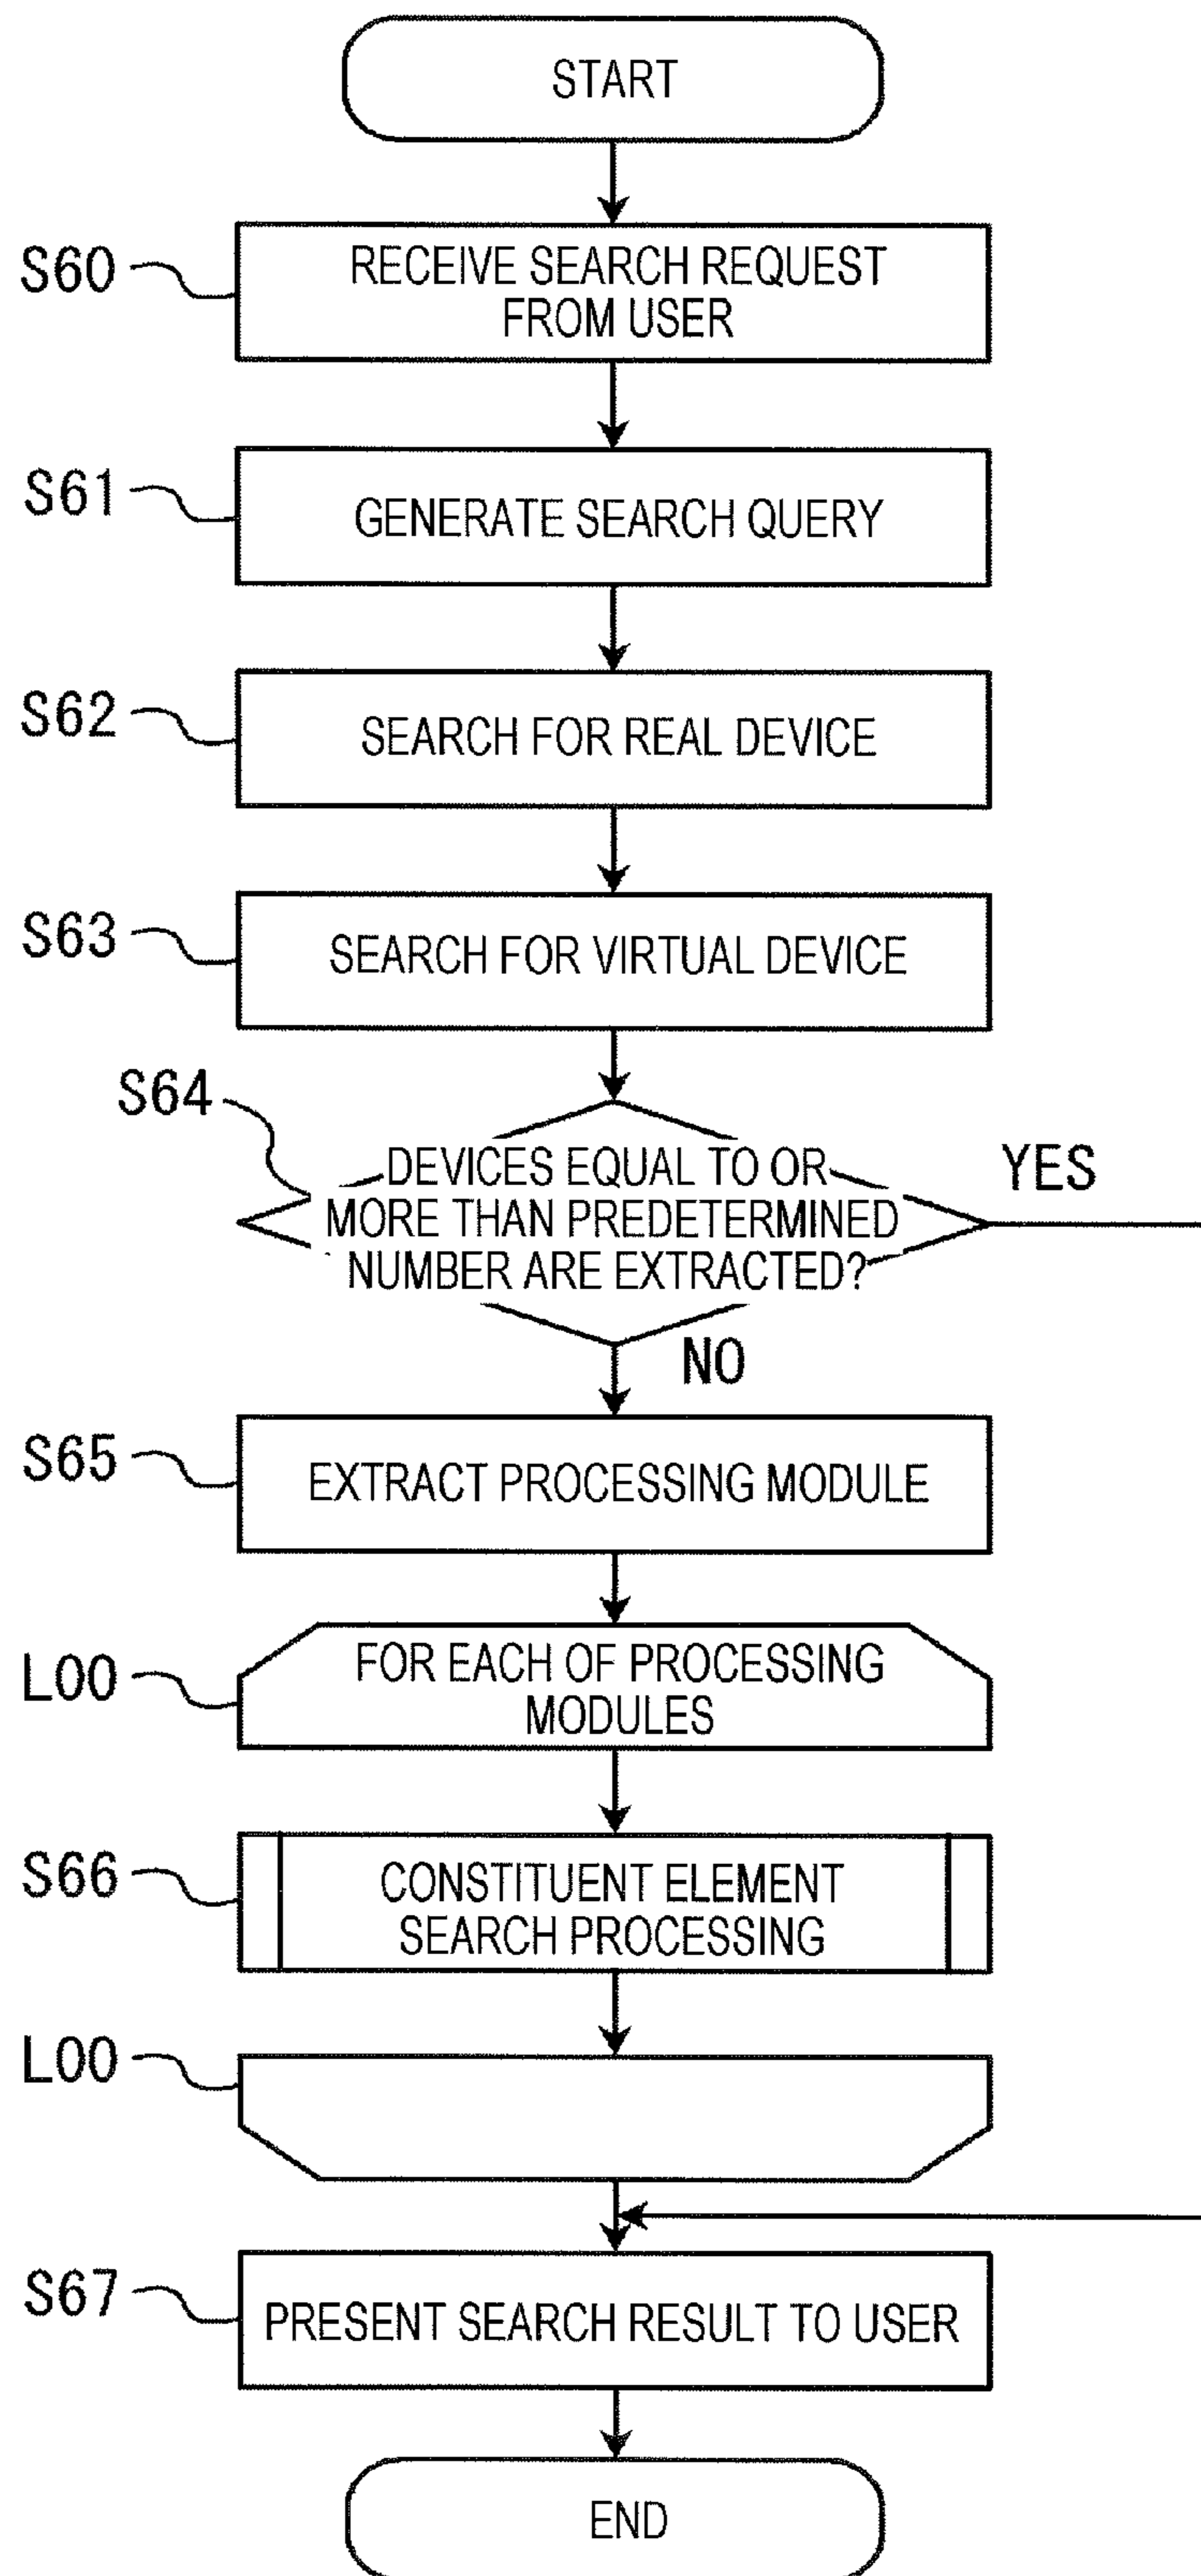 START
S60
RECEIVE SEARCH REQUEST
FROM USER
S61
GENERATE SEARCH QUERY
S62
SEARCH FOR REAL DEVICE
S63
SEARCH FOR VIRTUAL DEVICE
S64
DEVICES EQUAL TO OR
MORE THAN PREDETERMINED
NUMBER ARE EXTRACTED?
YES
NO
S65
EXTRACT PROCESSING MODULE
L00
FOR EACH OF PROCESSING
MODULES
S66
CONSTITUENT ELEMENT
SEARCH PROCESSING
L00
S67
PRESENT SEARCH RESULT TO USER
END